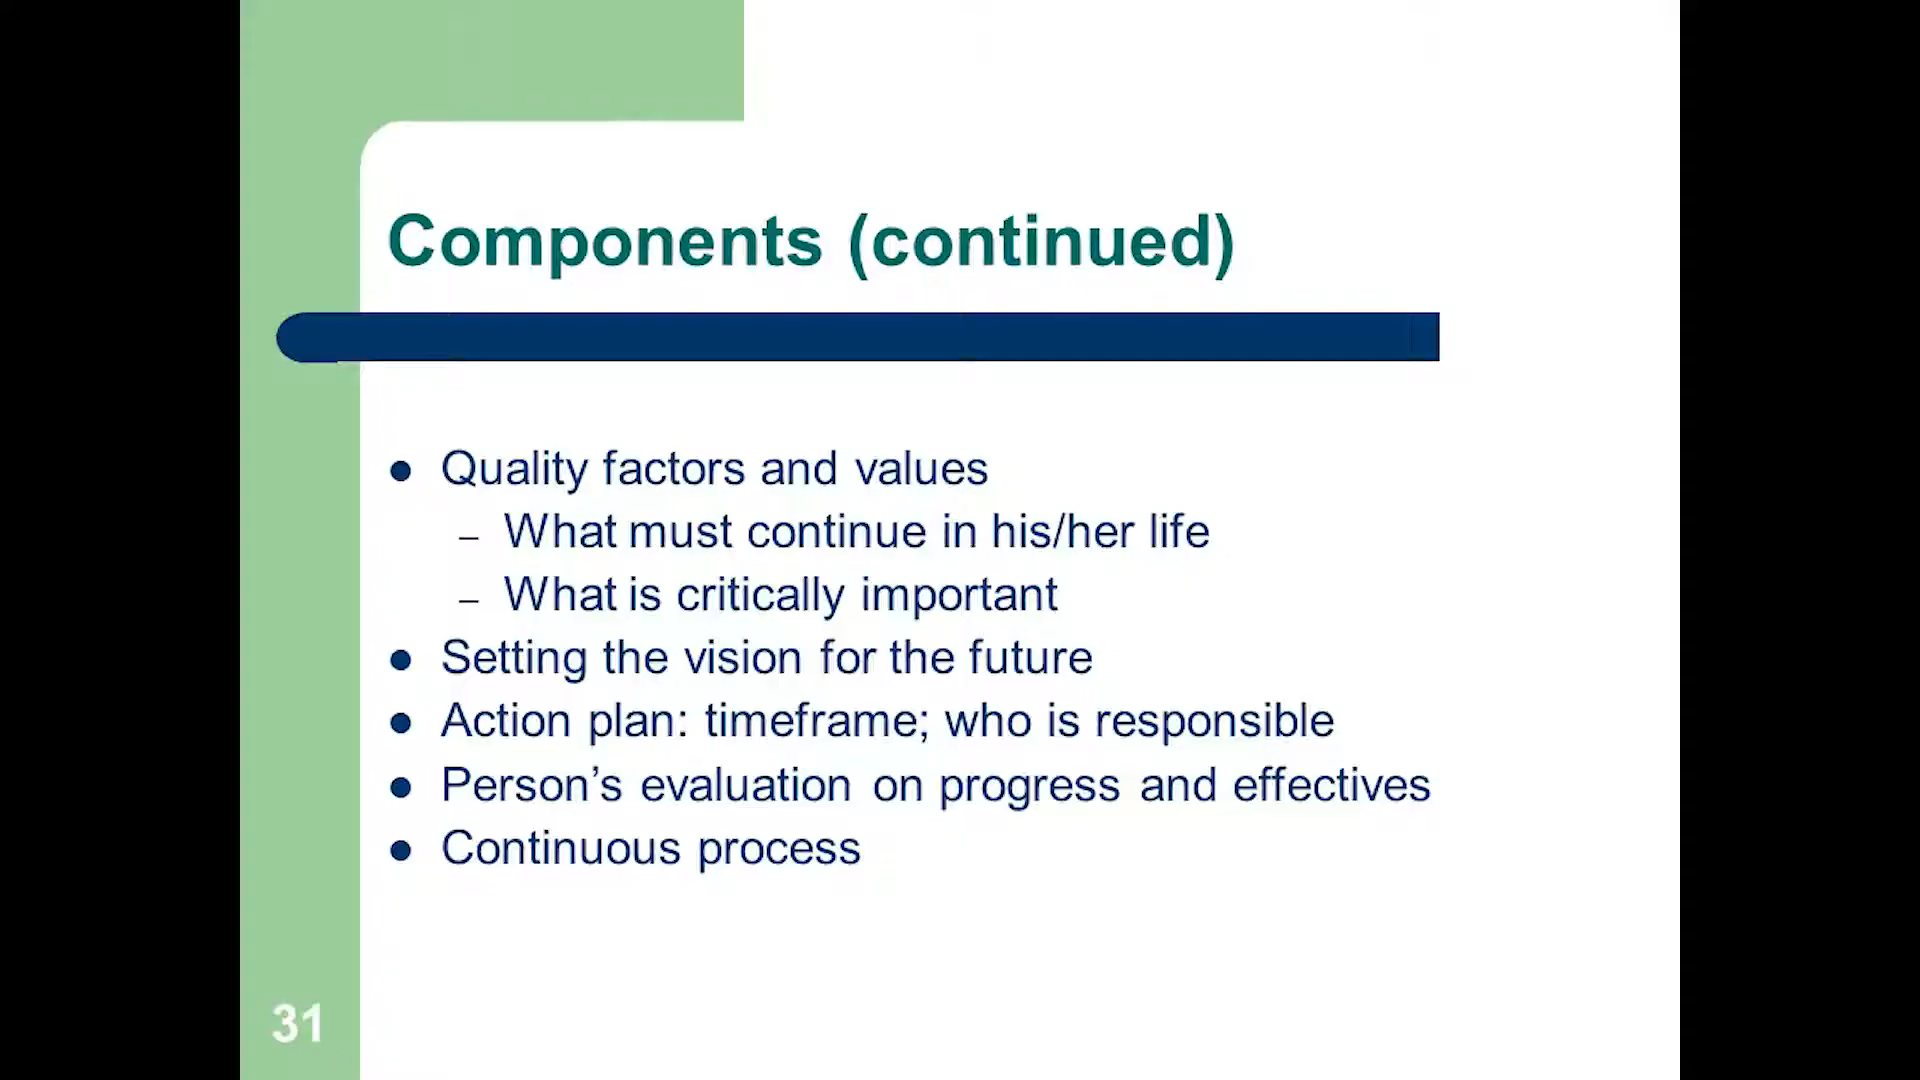 Components (continued)
● Quality factors and values
– What must continue in his/her life
– What is critically important
● Setting the vision for the future
● Action plan: timeframe; who is responsible
● Person’s evaluation on progress and effectives
● Continuous process
31